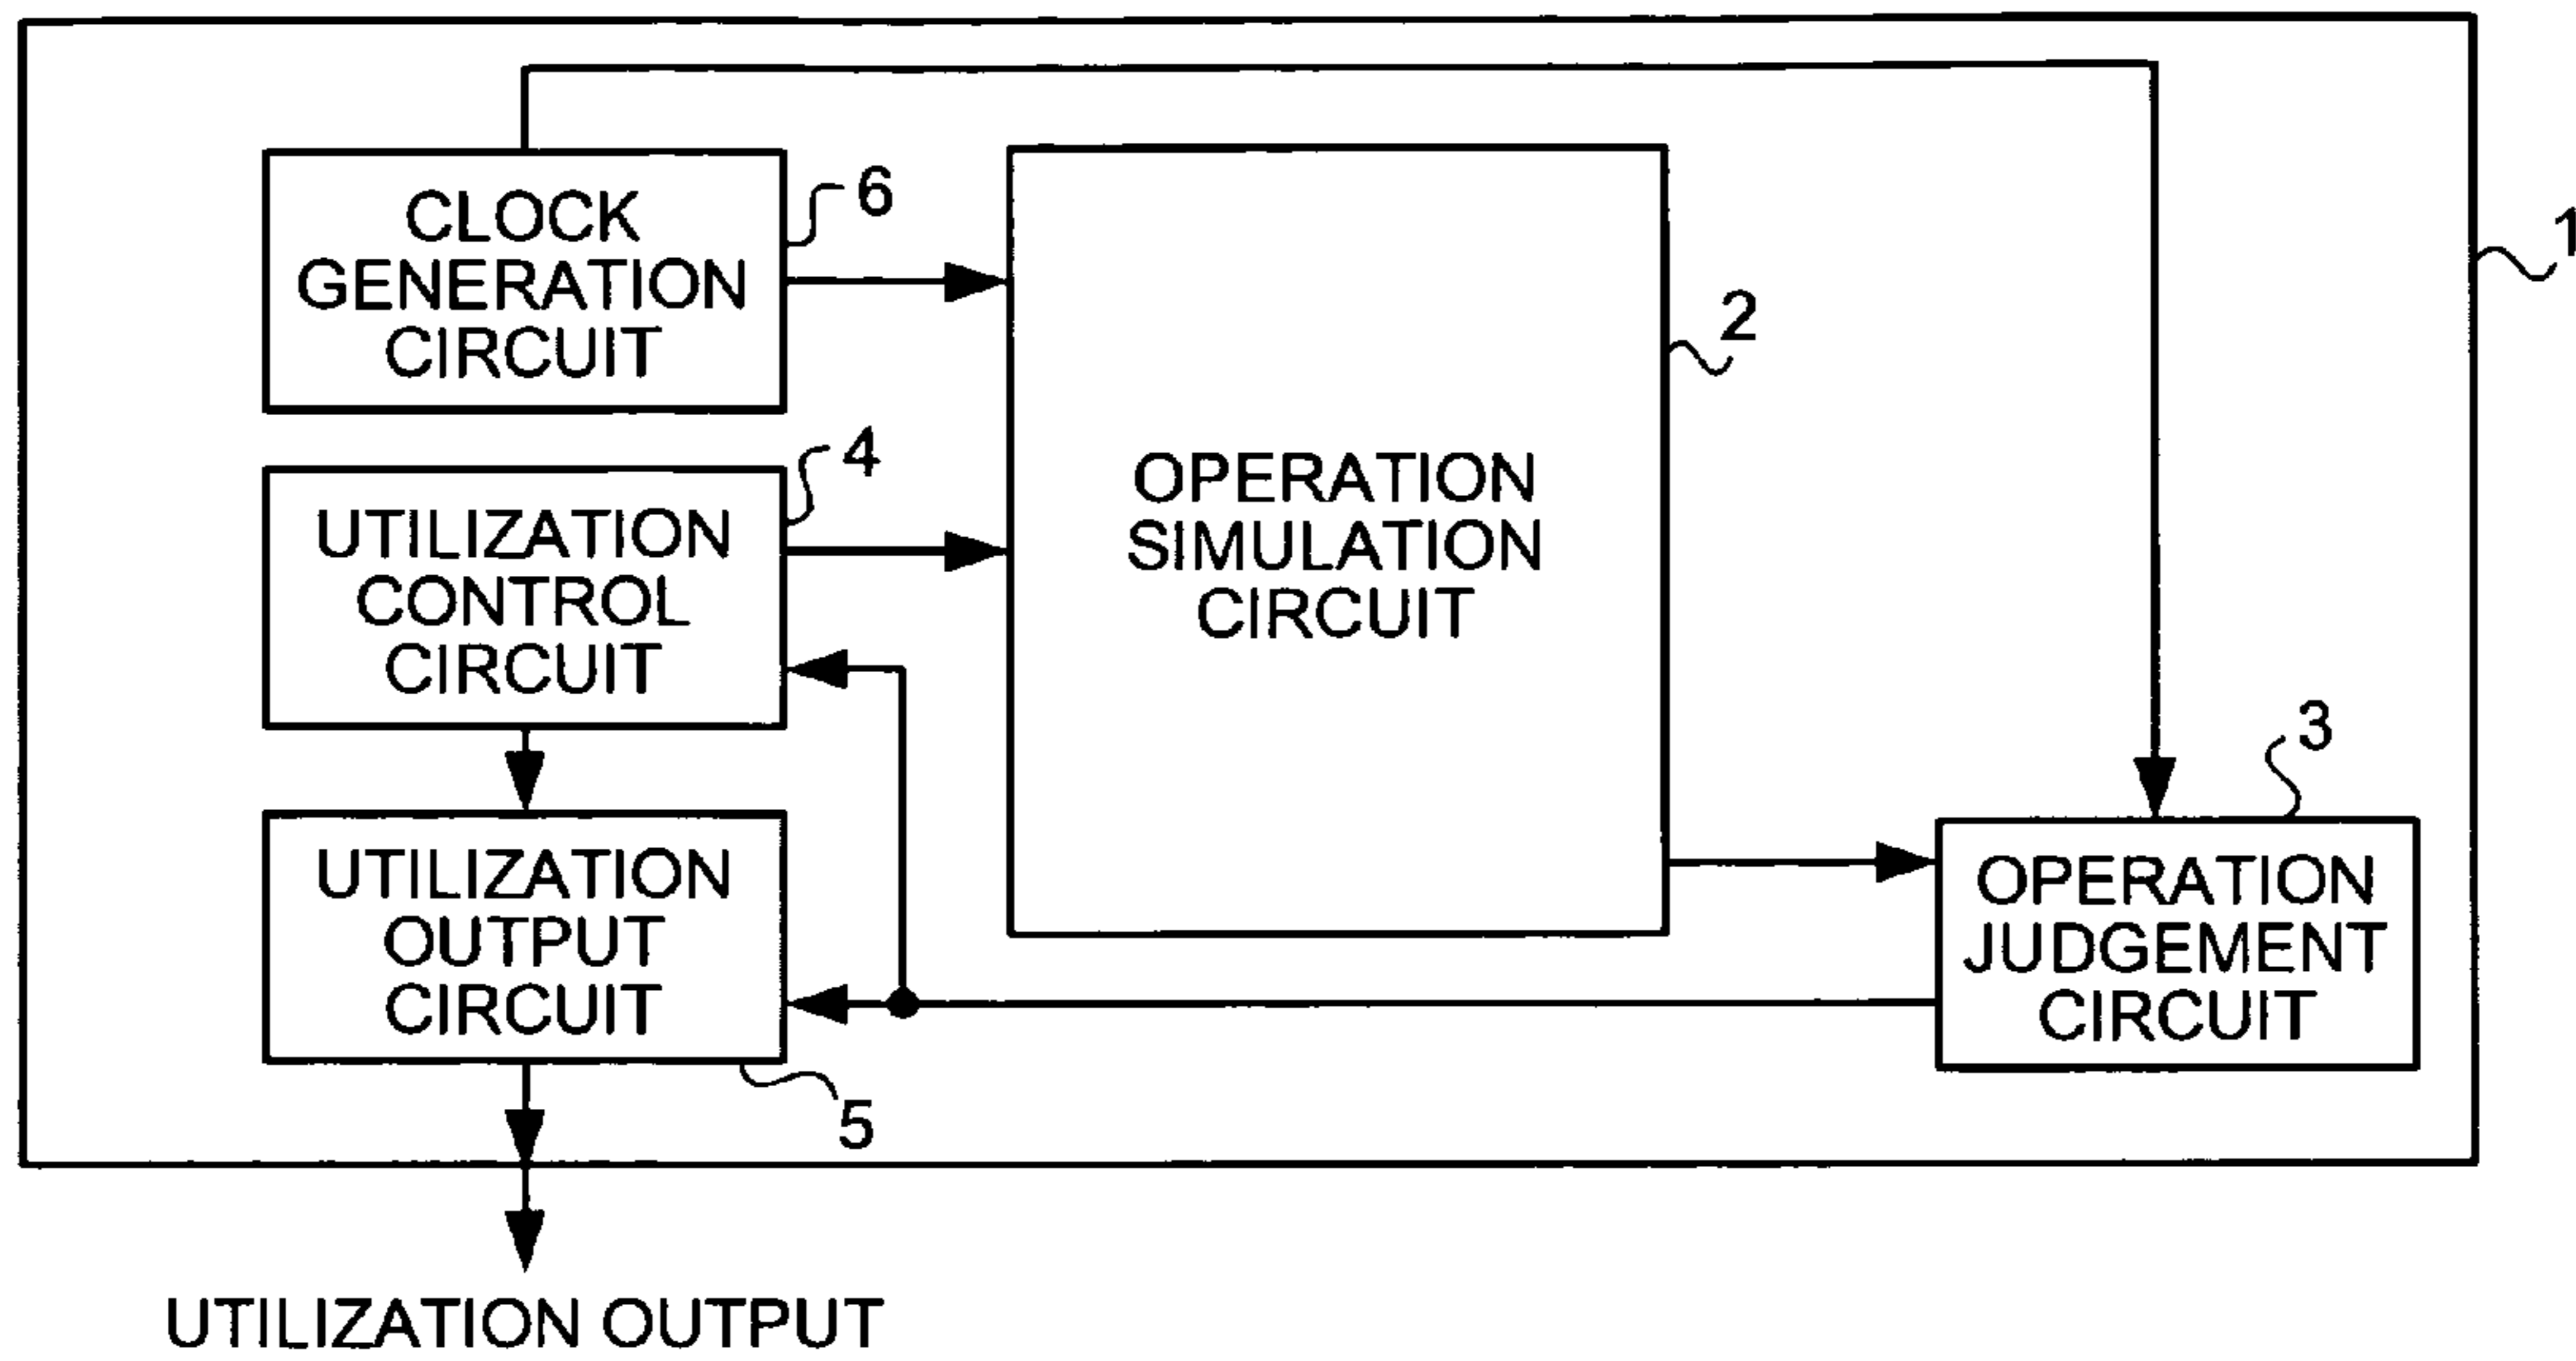 CLOCK
GENERATION
CIRCUIT
6
UTILIZATION
CONTROL
CIRCUIT
4
UTILIZATION
OUTPUT
CIRCUIT
5
OPERATION
SIMULATION
CIRCUIT
2
1
3
OPERATION
JUDGEMENT
CIRCUIT
UTILIZATION OUTPUT